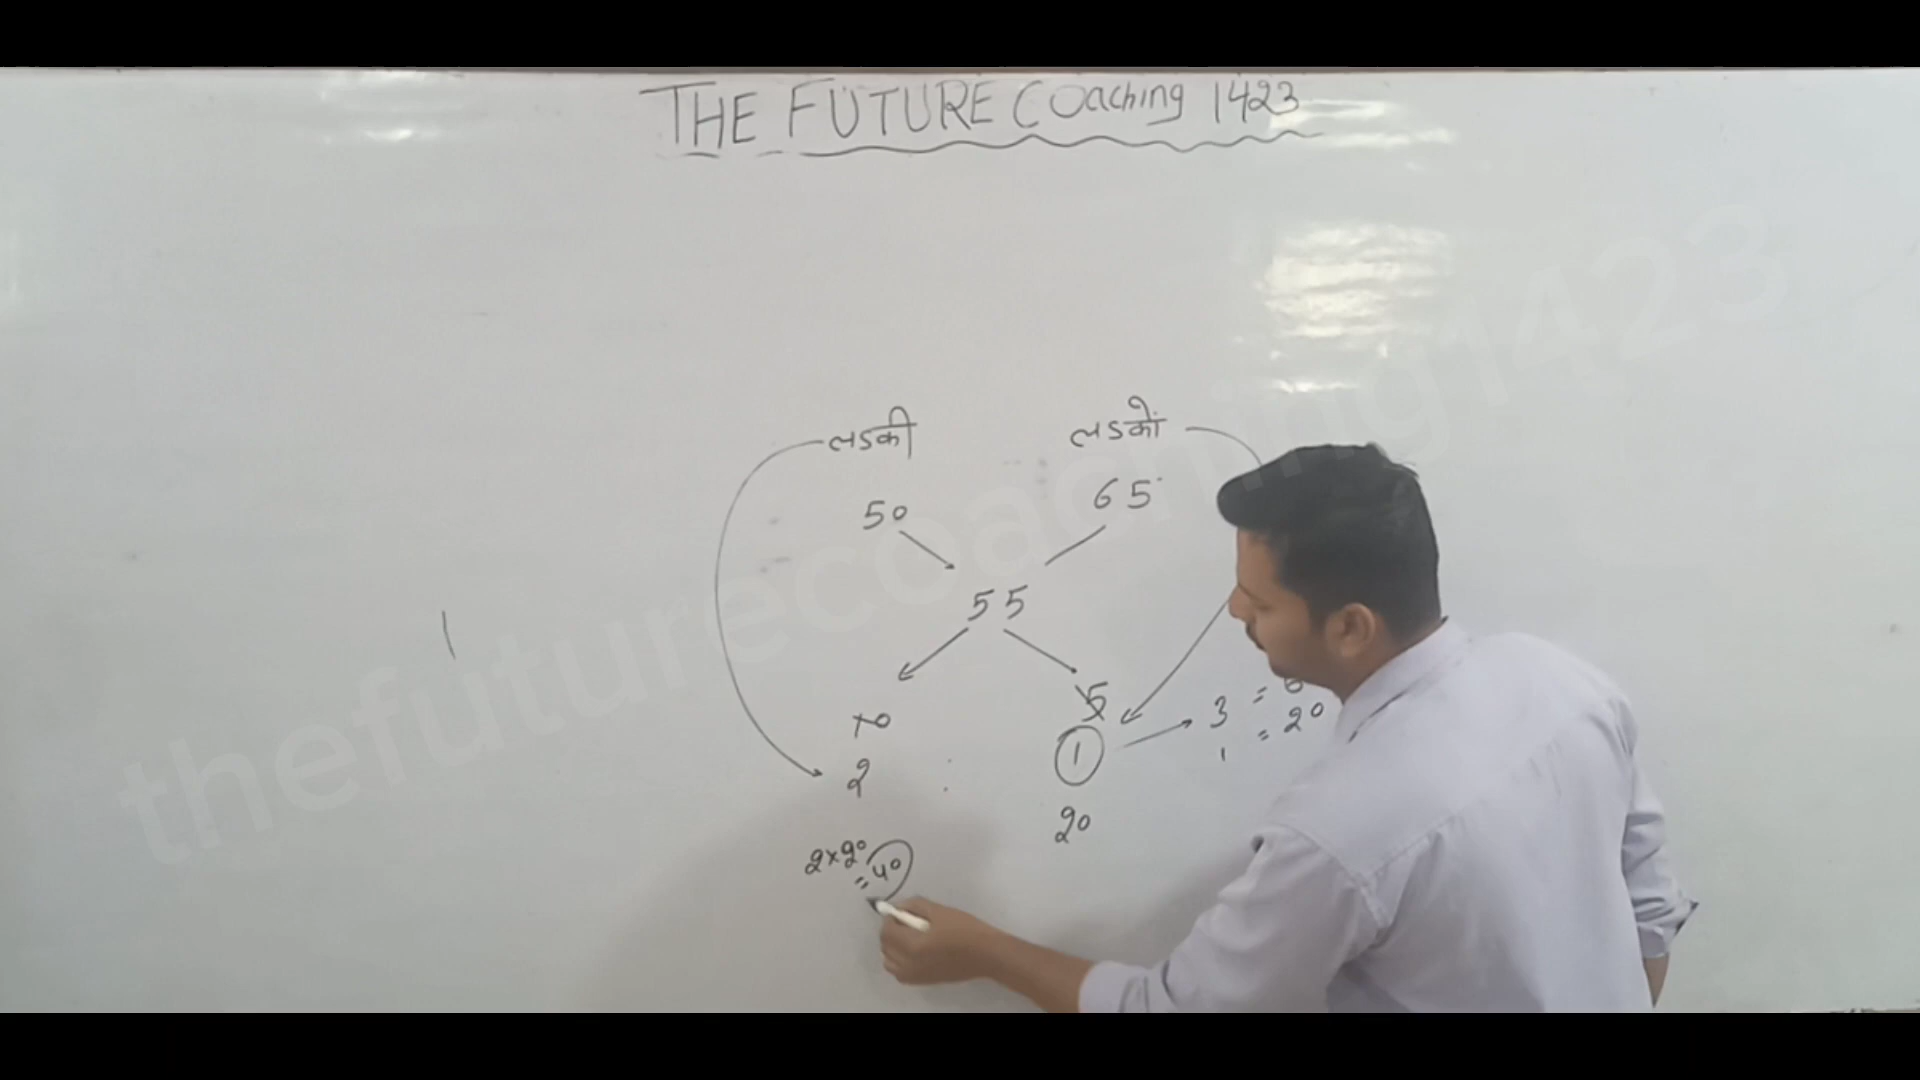 THE FUTURE Coaching 1423
लडकी लडको
50 65
55
10 5
2 : 1
3 =
1 = 20
20
2×20
= 40
thefuturecoaching1423